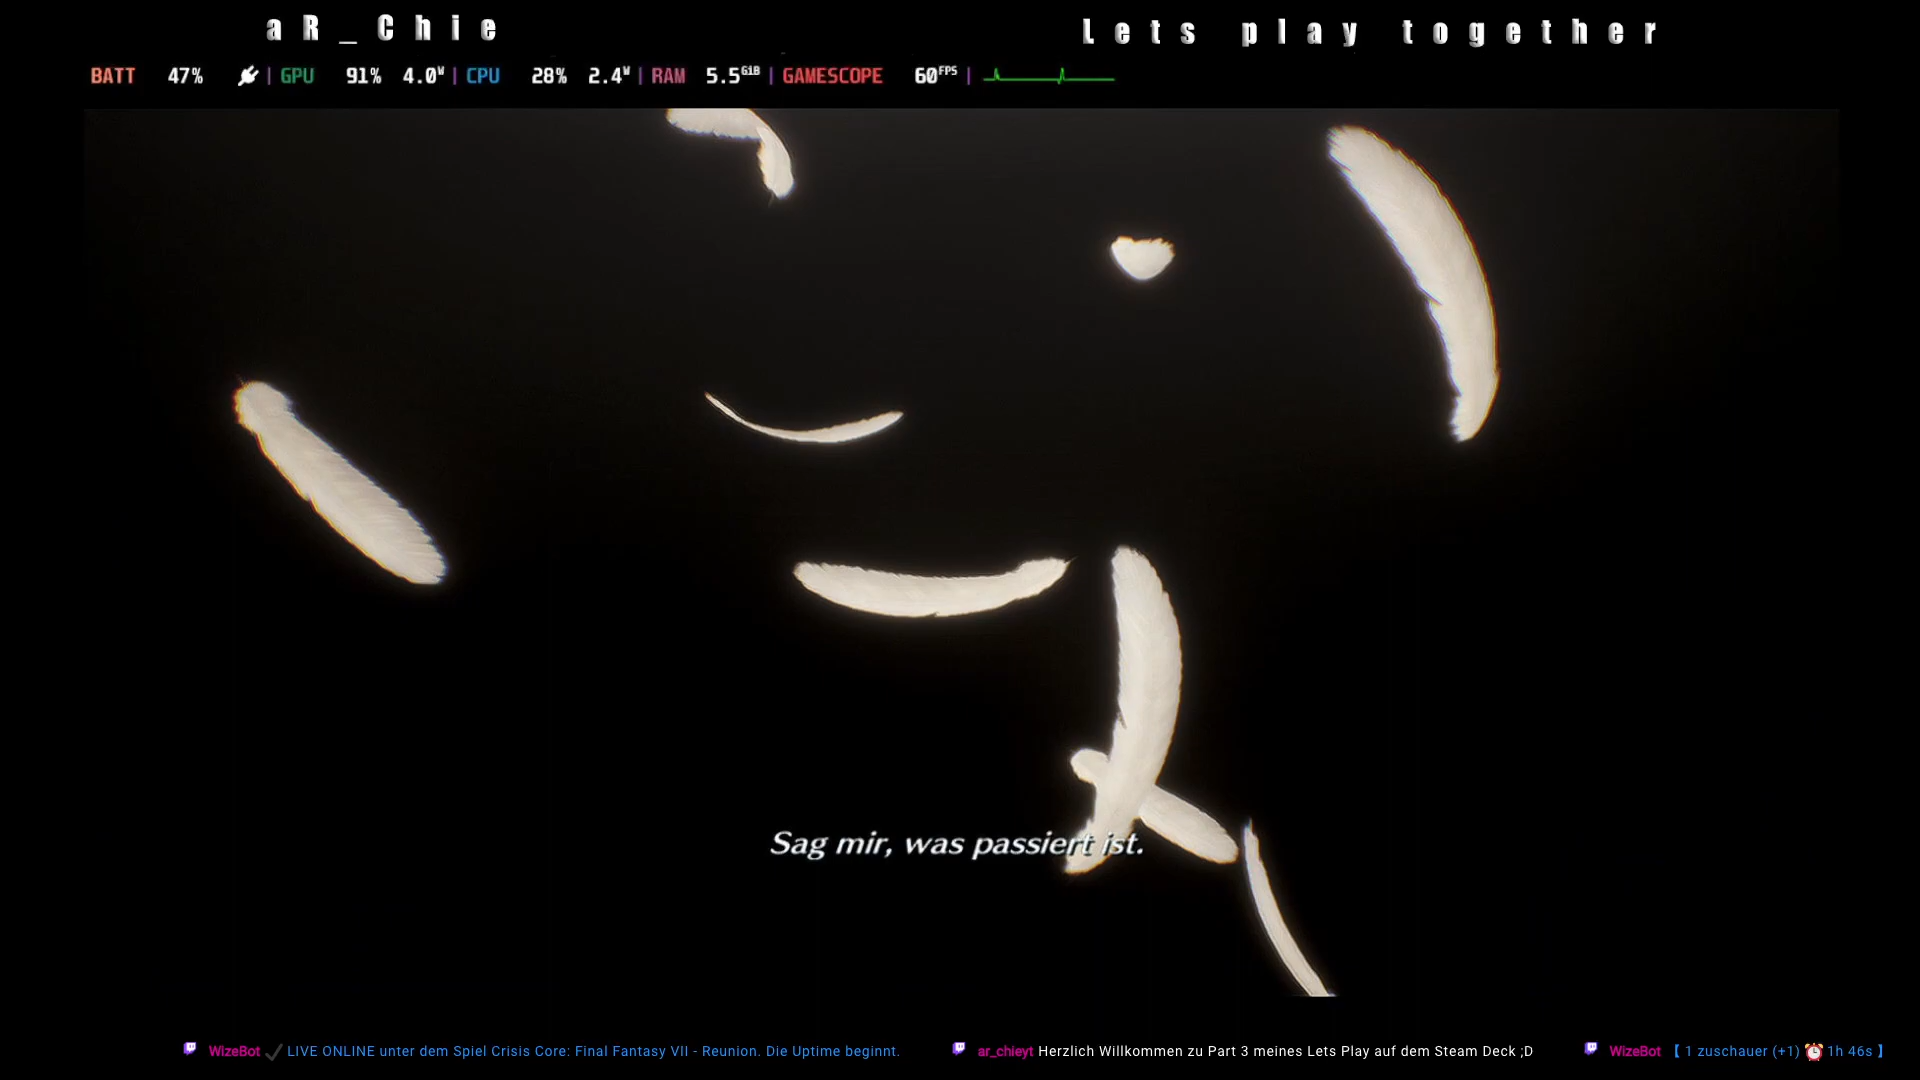 aR_Chie
Lets play together
BATT 47% | GPU 91% 4.0W | CPU 28% 2.4W | RAM 5.5GiB | GAMESCOPE 60FPS |
Sag mir, was passiert ist.
WizeBot LIVE ONLINE unter dem Spiel Crisis Core: Final Fantasy VII - Reunion. Die Uptime beginnt.
ar_chieyt Herzlich Willkommen zu Part 3 meines Lets Play auf dem Steam Deck ;D
WizeBot 【 1 zuschauer (+1) ⏰ 1h 46s 】